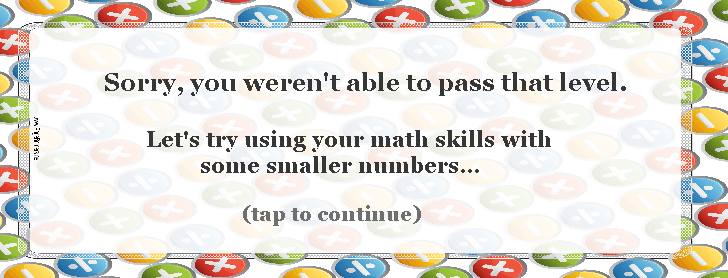 Sorry, you weren't able to pass that level.
Let's try using your math skills with
some smaller numbers...
(tap to continue)